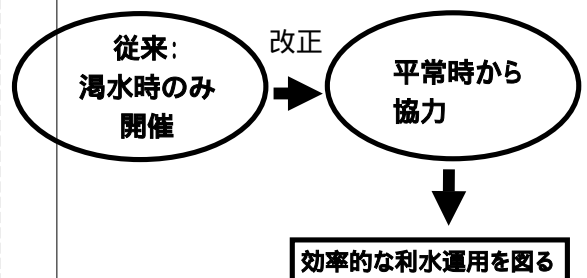 従来:
渇水時のみ
開催
改正
平常時から
協力
効率的な利水運用を図る